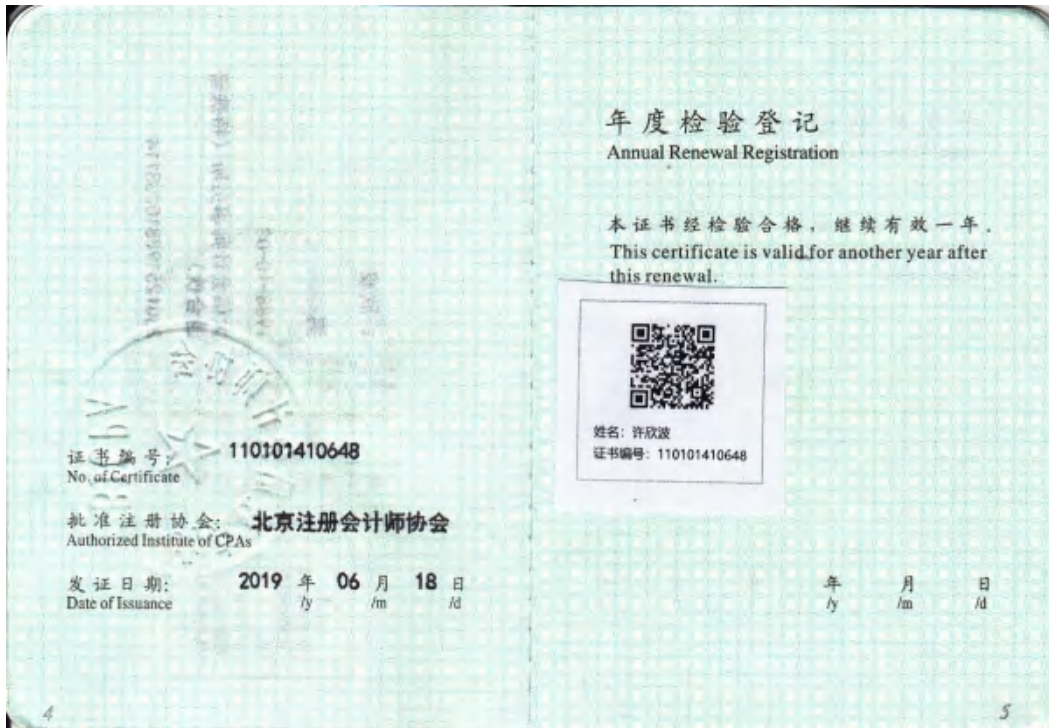 证书编号:
110101410648
No. of Certificate
批准注册协会:
北京注册会计师协会
Authorized Institute of CPAs
发证日期:
2019 年 06 月 18 日
Date of Issuance
/y /m /d
4
年度检验登记
Annual Renewal Registration
本证书经检验合格，继续有效一年.
This certificate is valid for another year after
this renewal.
姓名：许欣波
证书编号：110101410648
年 月 日
/y /m /d
5